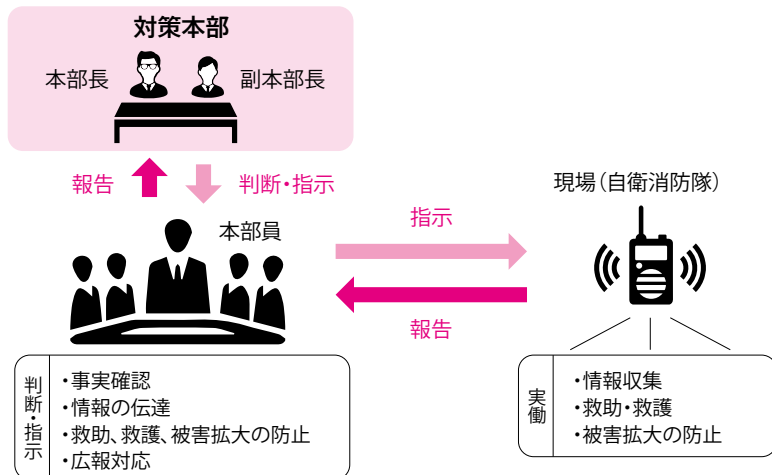 対策本部
本部長
副本部長
報告
判断・指示
本部員
指示
報告
現場（自衛消防隊）
判断・指示
・事実確認
・情報の伝達
・救助、救護、被害拡大の防止
・広報対応
実働
・情報収集
・救助・救護
・被害拡大の防止